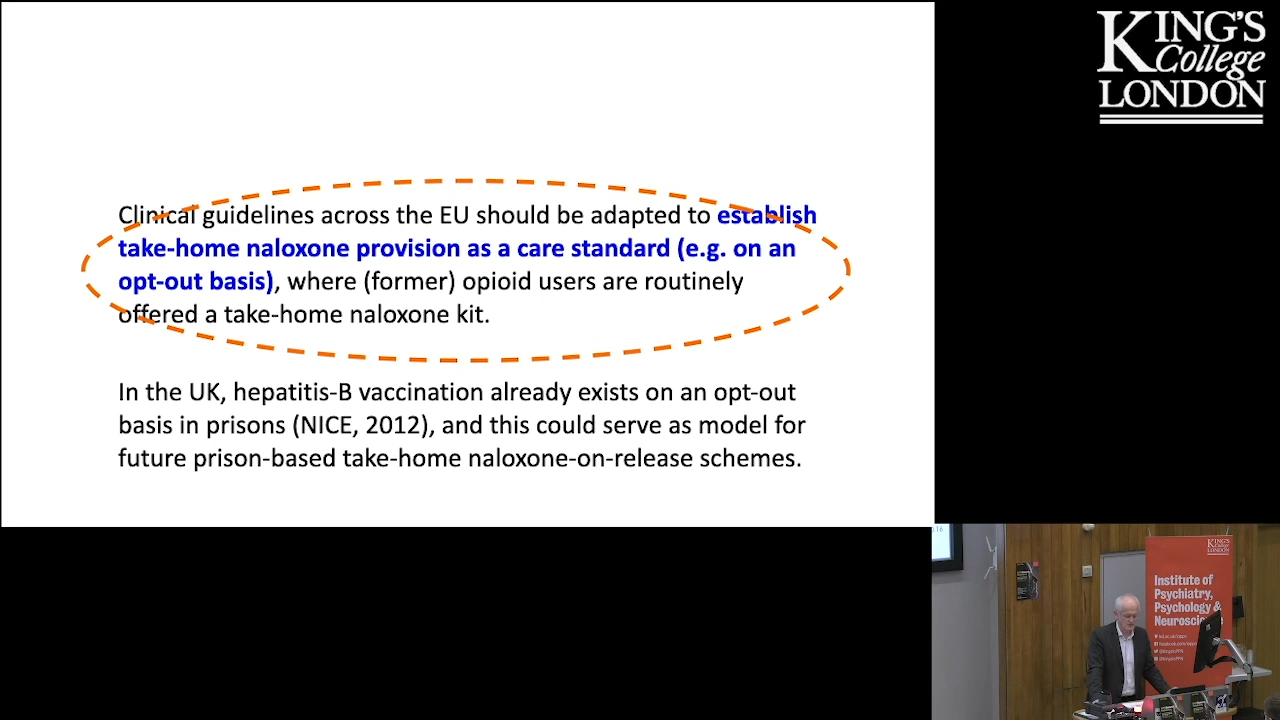 KING'S
College
LONDON
Clinical guidelines across the EU should be adapted to establish
take-home naloxone provision as a care standard (e.g. on an
opt-out basis), where (former) opioid users are routinely
offered a take-home naloxone kit.
In the UK, hepatitis-B vaccination already exists on an opt-out
basis in prisons (NICE, 2012), and this could serve as model for
future prison-based take-home naloxone-on-release schemes.
KING'S
College
LONDON
Institute of
Psychiatry,
Psychology &